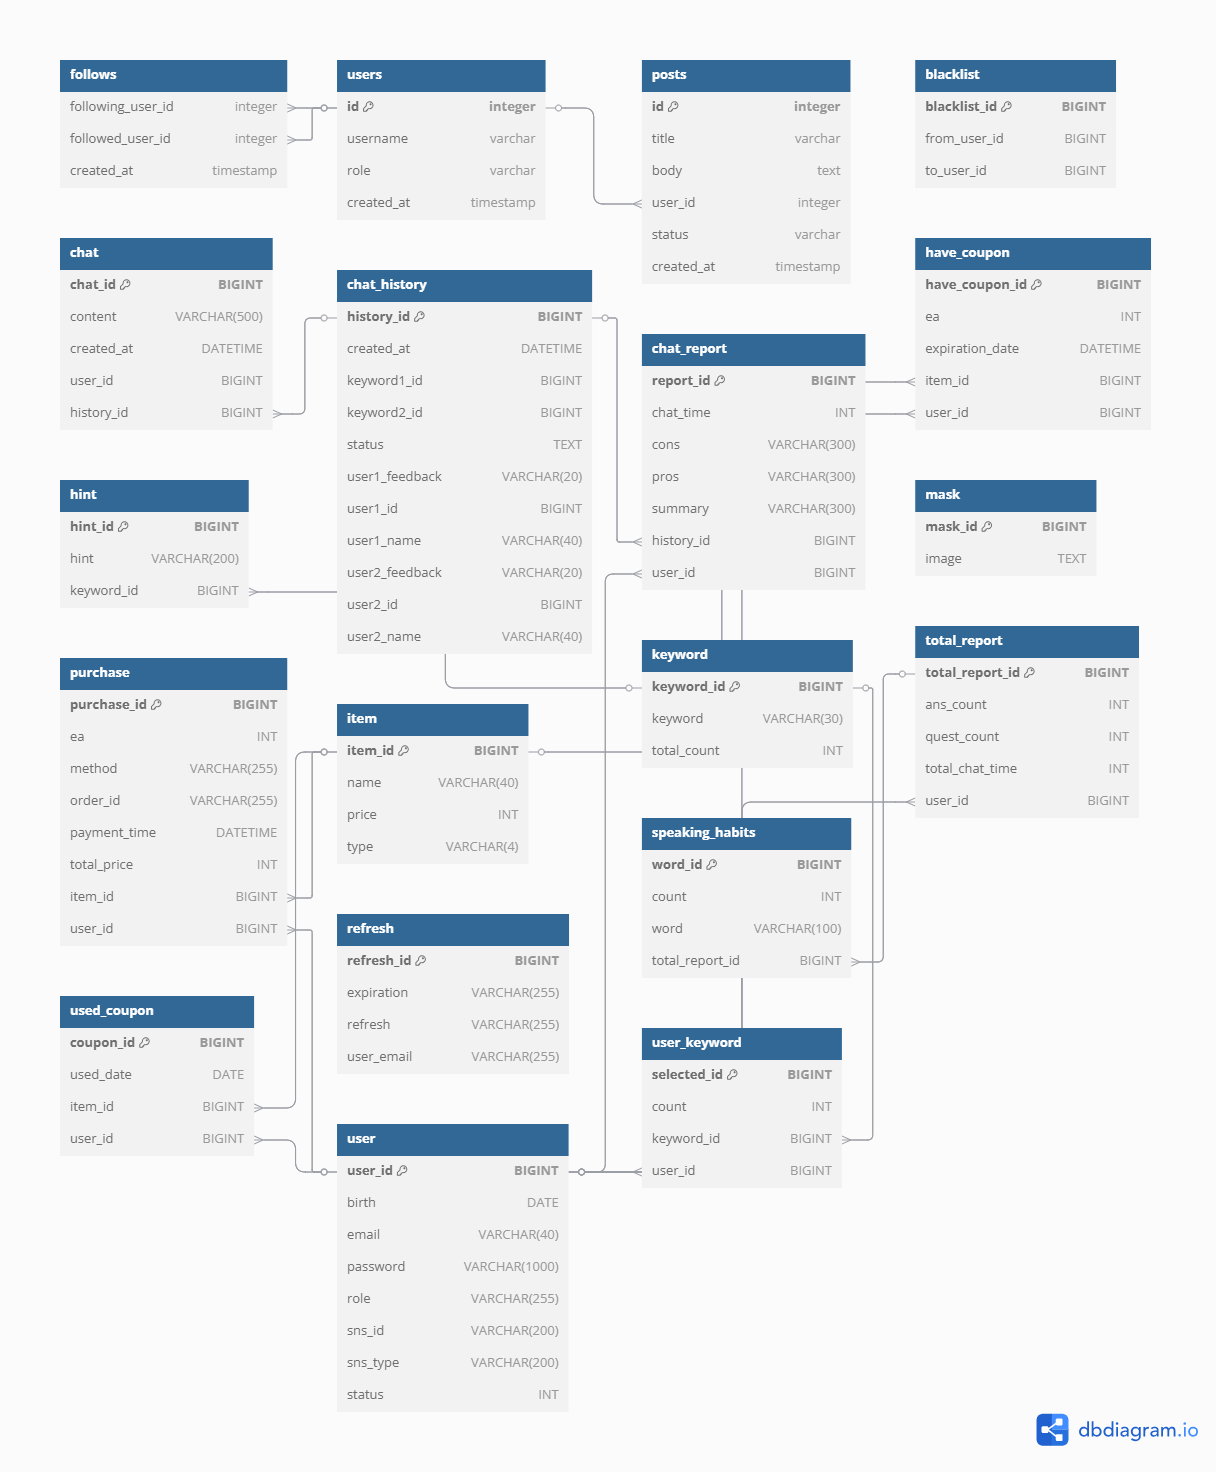 follows
following_user_id integer
followed_user_id integer
created_at timestamp
users
id integer
username varchar
role varchar
created_at timestamp
posts
id integer
title varchar
body text
user_id integer
status varchar
created_at timestamp
blacklist
blacklist_id BIGINT
from_user_id BIGINT
to_user_id BIGINT
chat
chat_id BIGINT
content VARCHAR(500)
created_at DATETIME
user_id BIGINT
history_id BIGINT
chat_history
history_id BIGINT
created_at DATETIME
keyword1_id BIGINT
keyword2_id BIGINT
status TEXT
user1_feedback VARCHAR(20)
user1_id BIGINT
user1_name VARCHAR(40)
user2_feedback VARCHAR(20)
user2_id BIGINT
user2_name VARCHAR(40)
chat_report
report_id BIGINT
chat_time INT
cons VARCHAR(300)
pros VARCHAR(300)
summary VARCHAR(300)
history_id BIGINT
user_id BIGINT
have_coupon
have_coupon_id BIGINT
ea INT
expiration_date DATETIME
item_id BIGINT
user_id BIGINT
hint
hint_id BIGINT
hint VARCHAR(200)
keyword_id BIGINT
mask
mask_id BIGINT
image TEXT
purchase
purchase_id BIGINT
ea INT
method VARCHAR(255)
order_id VARCHAR(255)
payment_time DATETIME
total_price INT
item_id BIGINT
user_id BIGINT
item
item_id BIGINT
name VARCHAR(40)
price INT
type VARCHAR(4)
keyword
keyword_id BIGINT
keyword VARCHAR(30)
total_count INT
total_report
total_report_id BIGINT
ans_count INT
quest_count INT
total_chat_time INT
user_id BIGINT
speaking_habits
word_id BIGINT
count INT
word VARCHAR(100)
total_report_id BIGINT
refresh
refresh_id BIGINT
expiration VARCHAR(255)
refresh VARCHAR(255)
user_email VARCHAR(255)
used_coupon
coupon_id BIGINT
used_date DATE
item_id BIGINT
user_id BIGINT
user_keyword
selected_id BIGINT
count INT
keyword_id BIGINT
user_id BIGINT
user
user_id BIGINT
birth DATE
email VARCHAR(40)
password VARCHAR(1000)
role VARCHAR(255)
sns_id VARCHAR(200)
sns_type VARCHAR(200)
status INT
dbdiagram.io